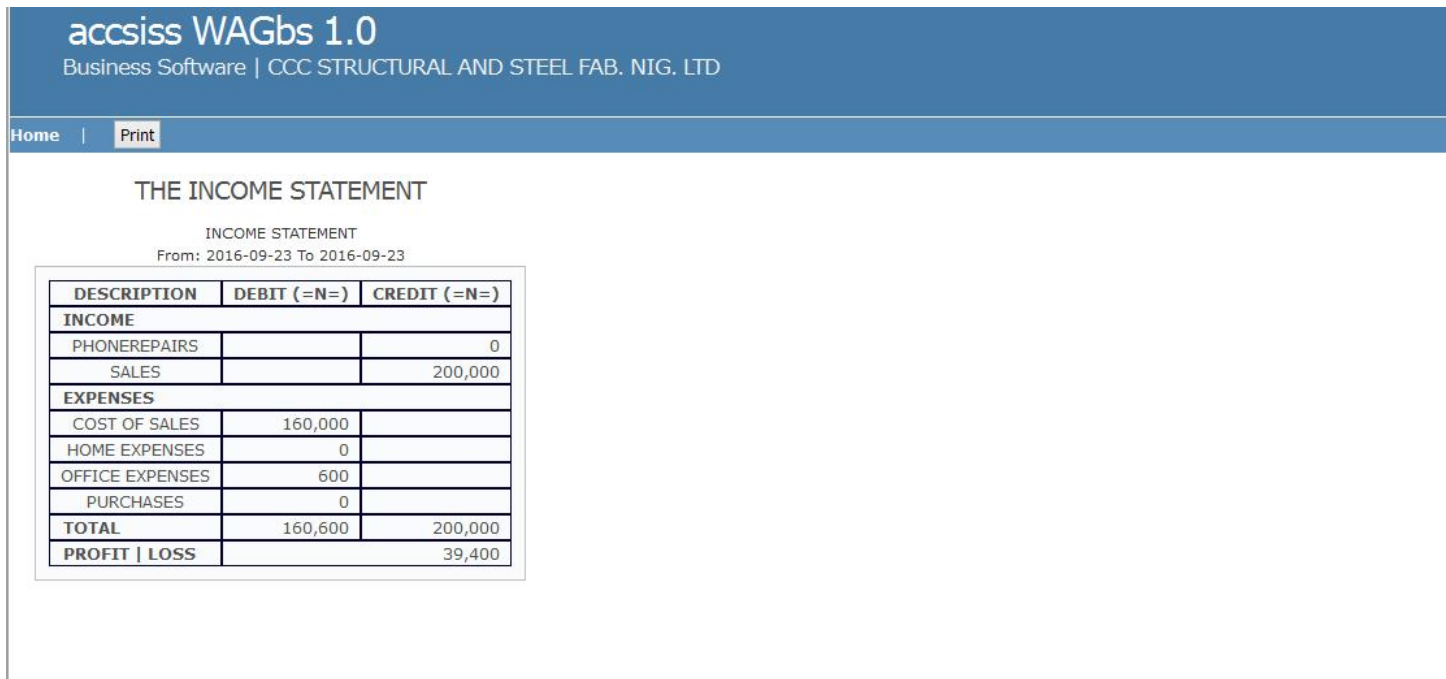 accsiss WAGbs 1.0
Business Software | CCC STRUCTURAL AND STEEL FAB. NIG. LTD
Home | Print
THE INCOME STATEMENT
INCOME STATEMENT
From: 2016-09-23 To 2016-09-23
DESCRIPTION DEBIT (=N=) CREDIT (=N=)
INCOME
PHONEREPAIRS 0
SALES 200,000
EXPENSES
COST OF SALES 160,000
HOME EXPENSES 0
OFFICE EXPENSES 600
PURCHASES 0
TOTAL 160,600 200,000
PROFIT | LOSS 39,400